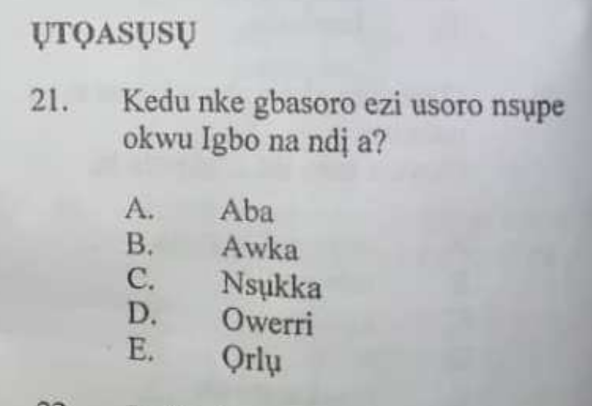 ỤTỌASỤSỤ
21. Kedu nke gbasoro ezi usoro nsụpe
okwu Igbo na ndị a?
A. Aba
B. Awka
C. Nsụkka
D. Owerri
E. Ọrlụ